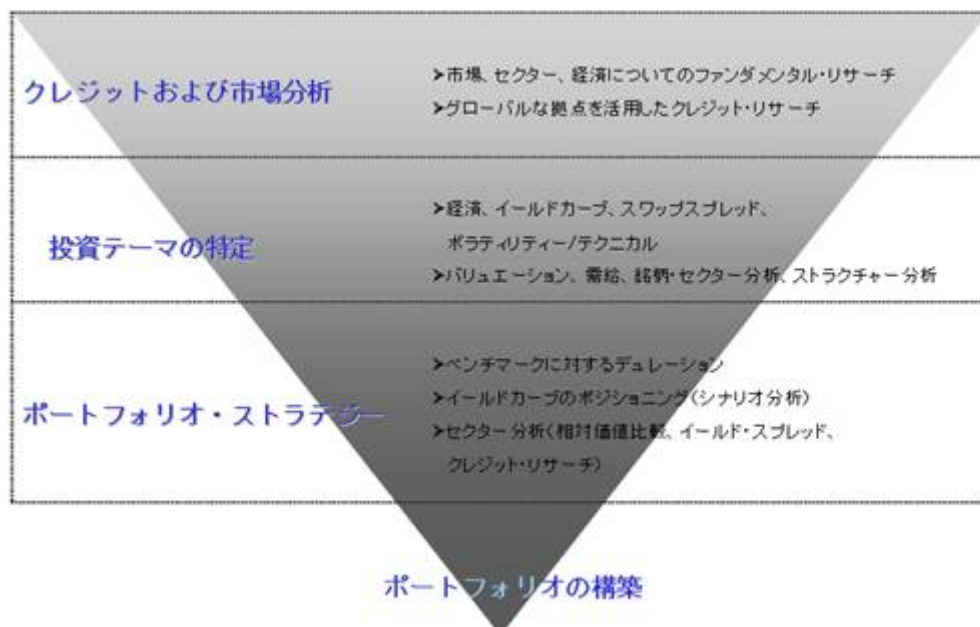 クレジットおよび市場分析
➤市場、セクター、経済についてのファンダメンタル・リサーチ
➤グローバルな拠点を活用したクレジット・リサーチ
投資テーマの特定
➤経済、イールドカーブ、スワップスプレッド、
ボラティリティー/テクニカル
➤バリュエーション、需給、銘柄・セクター分析、ストラクチャー分析
ポートフォリオ・ストラテジー
➤ベンチマークに対するデュレーション
➤イールドカーブのポジショニング(シナリオ分析)
➤セクター分析(相対価値比較、イールド・スプレッド、
クレジット・リサーチ)
ポートフォリオの構築